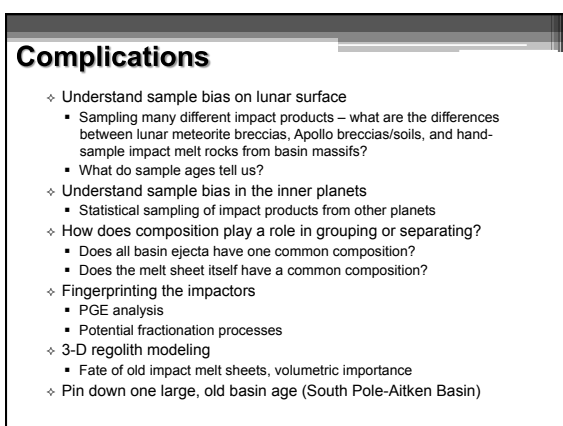 Complications
✧ Understand sample bias on lunar surface
▪ Sampling many different impact products – what are the differences
between lunar meteorite breccias, Apollo breccias/soils, and hand-
sample impact melt rocks from basin massifs?
▪ What do sample ages tell us?
✧ Understand sample bias in the inner planets
▪ Statistical sampling of impact products from other planets
✧ How does composition play a role in grouping or separating?
▪ Does all basin ejecta have one common composition?
▪ Does the melt sheet itself have a common composition?
✧ Fingerprinting the impactors
▪ PGE analysis
▪ Potential fractionation processes
✧ 3-D regolith modeling
▪ Fate of old impact melt sheets, volumetric importance
✧ Pin down one large, old basin age (South Pole-Aitken Basin)